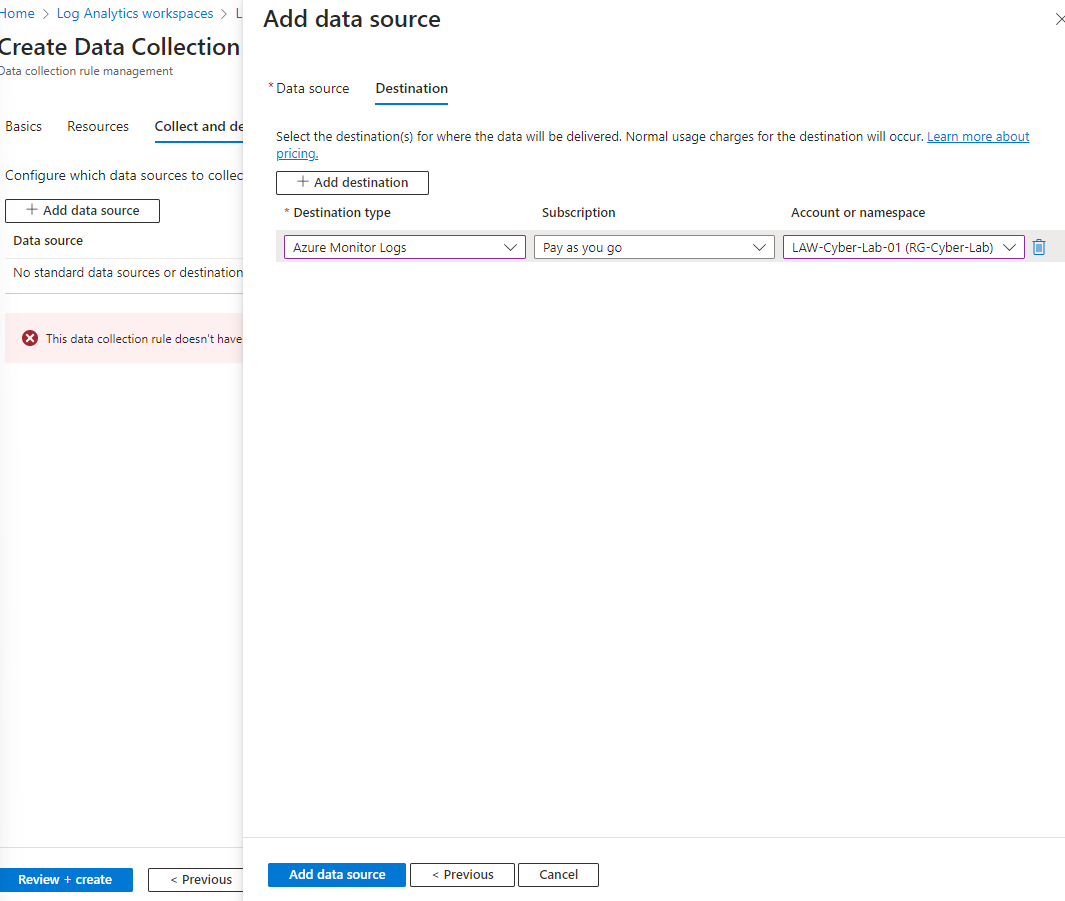 Home > Log Analytics workspaces > L
Create Data Collection
Data collection rule management
Basics Resources Collect and de
Configure which data sources to collec
+ Add data source
Data source
No standard data sources or destination
This data collection rule doesn't have
Review + create < Previous
Add data source
* Data source Destination
Select the destination(s) for where the data will be delivered. Normal usage charges for the destination will occur. Learn more about
pricing.
+ Add destination
* Destination type Subscription Account or namespace
Azure Monitor Logs Pay as you go LAW-Cyber-Lab-01 (RG-Cyber-Lab)
Add data source < Previous Cancel